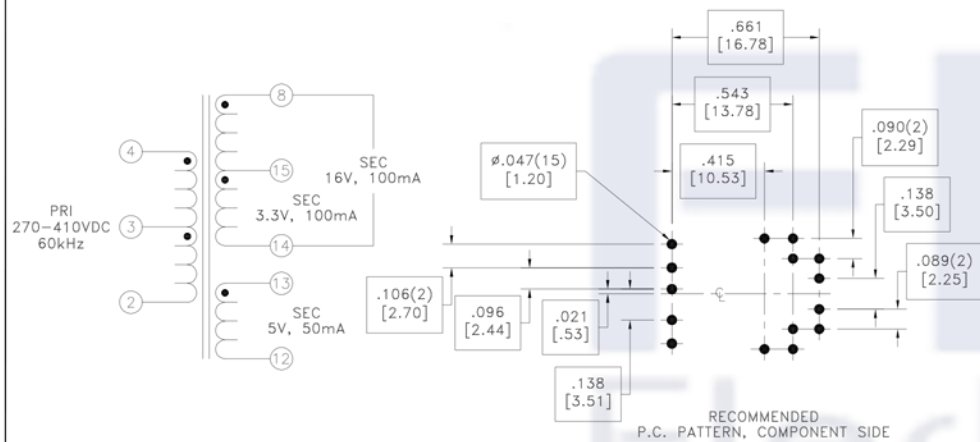 8
4
15
SEC
16V, 100mA
PRI
270-410VDC
60kHz
3
SEC
3.3V, 100mA
14
2
13
SEC
5V, 50mA
12
.661
[16.78]
.543
[13.78]
.415
[10.53]
ø.047(15)
[1.20]
.090(2)
[2.29]
.138
[3.50]
.089(2)
[2.25]
.106(2)
[2.70]
.096
[2.44]
.021
[.53]
.138
[3.51]
℄
RECOMMENDED
P.C. PATTERN, COMPONENT SIDE